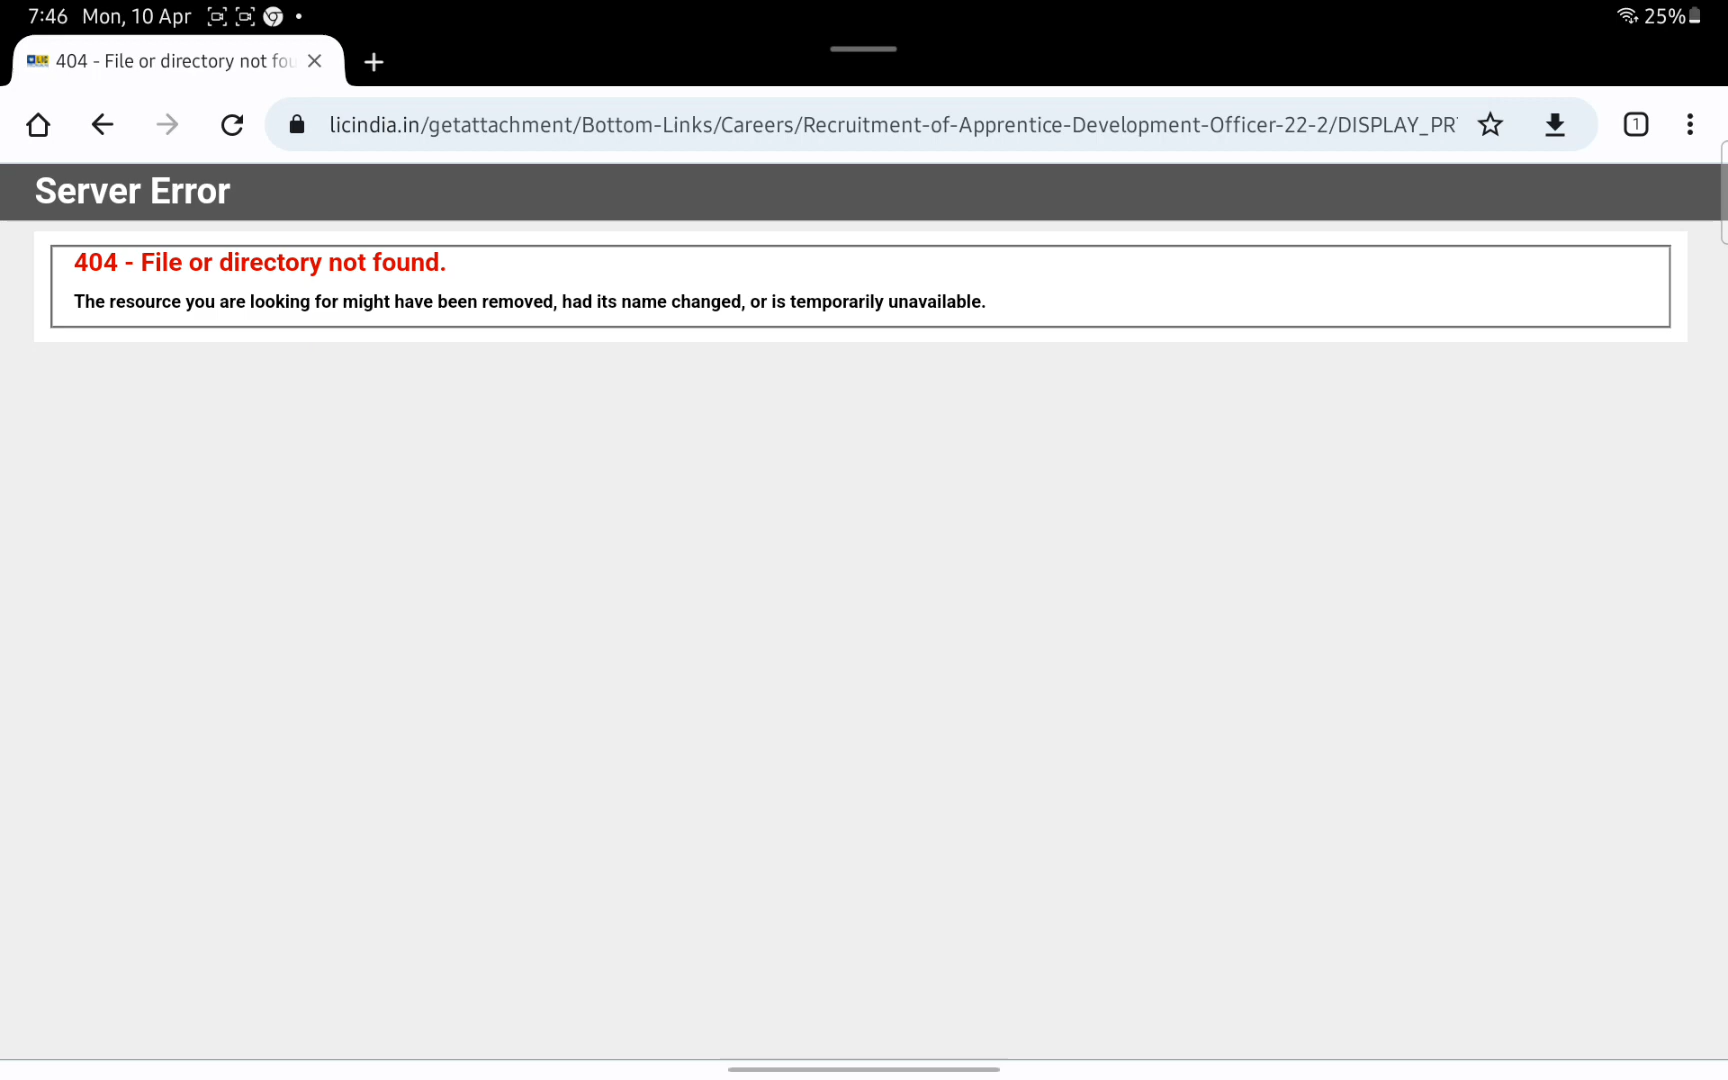 7:46 Mon, 10 Apr
25%
LIC 404 - File or directory not fou
licindia.in/getattachment/Bottom-Links/Careers/Recruitment-of-Apprentice-Development-Officer-22-2/DISPLAY_PR
1
Server Error
404 - File or directory not found.
The resource you are looking for might have been removed, had its name changed, or is temporarily unavailable.